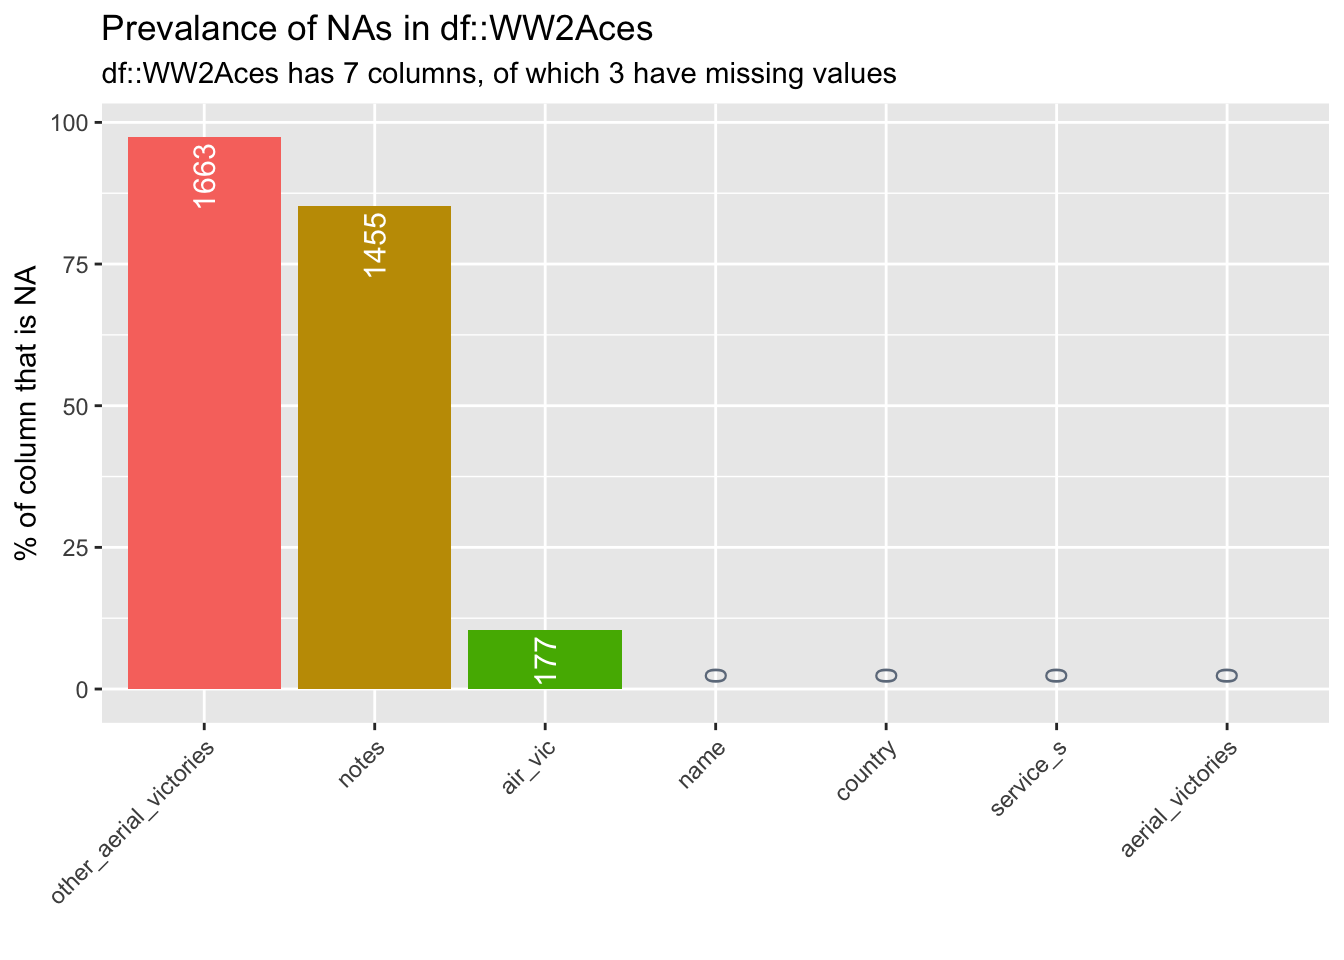 Prevalance of NAs in df::WW2Aces
df::WW2Aces has 7 columns, of which 3 have missing values
% of column that is NA
100
75
50
25
0
1663
1455
177
0
0
0
0
other_aerial_victories
notes
air_vic
name
country
service_s
aerial_victories